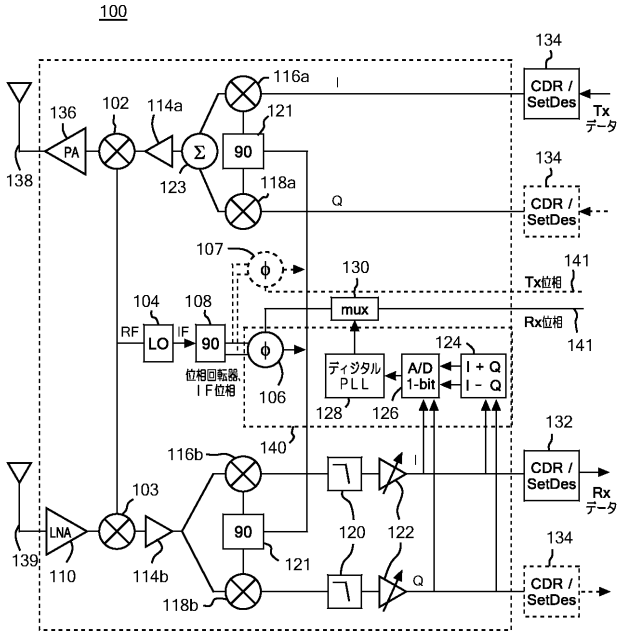 100
134
116a
I
CDR /
SetDes
Tx
データ
136
102
114a
121
PA
Σ
90
138
123
134
118a
Q
CDR /
SetDes
107
ϕ
141
130
Tx位相
104
108
mux
Rx位相
RF
LO
IF
90
ϕ
141
124
位相回転器、
IF位相
ディジタル
PLL
A/D
1-bit
I + Q
I − Q
106
128
126
140
132
116b
I
CDR /
SetDes
Rx
データ
103
LNA
90
120
122
139
110
114b
121
134
Q
118b
CDR /
SetDes